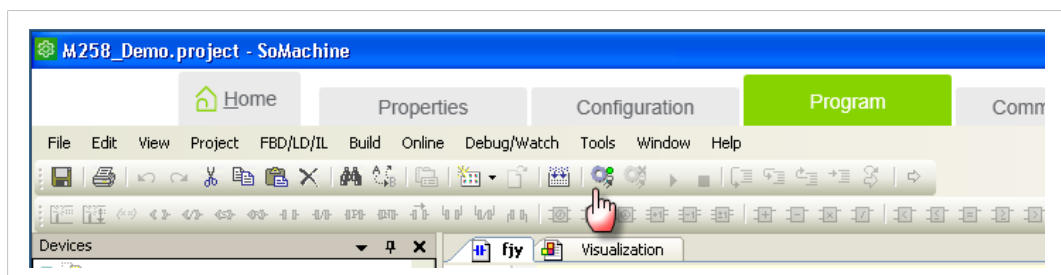 M258_Demo.project - SoMachine
Home Properties Configuration Program Comm
File Edit View Project FBD/LD/IL Build Online Debug/Watch Tools Window Help
Devices fjy Visualization